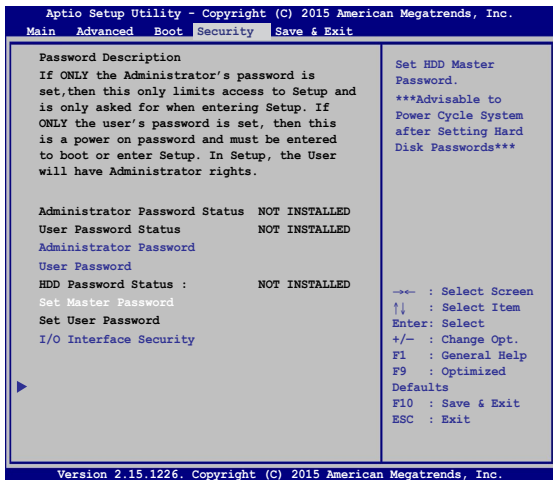 Aptio Setup Utility - Copyright (C) 2015 American Megatrends, Inc.
Main Advanced Boot Security Save & Exit
Password Description
If ONLY the Administrator's password is
set,then this only limits access to Setup and
is only asked for when entering Setup. If
ONLY the user's password is set, then this
is a power on password and must be entered
to boot or enter Setup. In Setup, the User
will have Administrator rights.
Administrator Password Status NOT INSTALLED
User Password Status NOT INSTALLED
Administrator Password
User Password
HDD Password Status : NOT INSTALLED
Set Master Password
Set User Password
I/O Interface Security
Set HDD Master
Password.
***Advisable to
Power Cycle System
after Setting Hard
Disk Passwords***
→← : Select Screen
↑↓ : Select Item
Enter: Select
+/— : Change Opt.
F1 : General Help
F9 : Optimized
Defaults
F10 : Save & Exit
ESC : Exit
Version 2.15.1226. Copyright (C) 2015 American Megatrends, Inc.